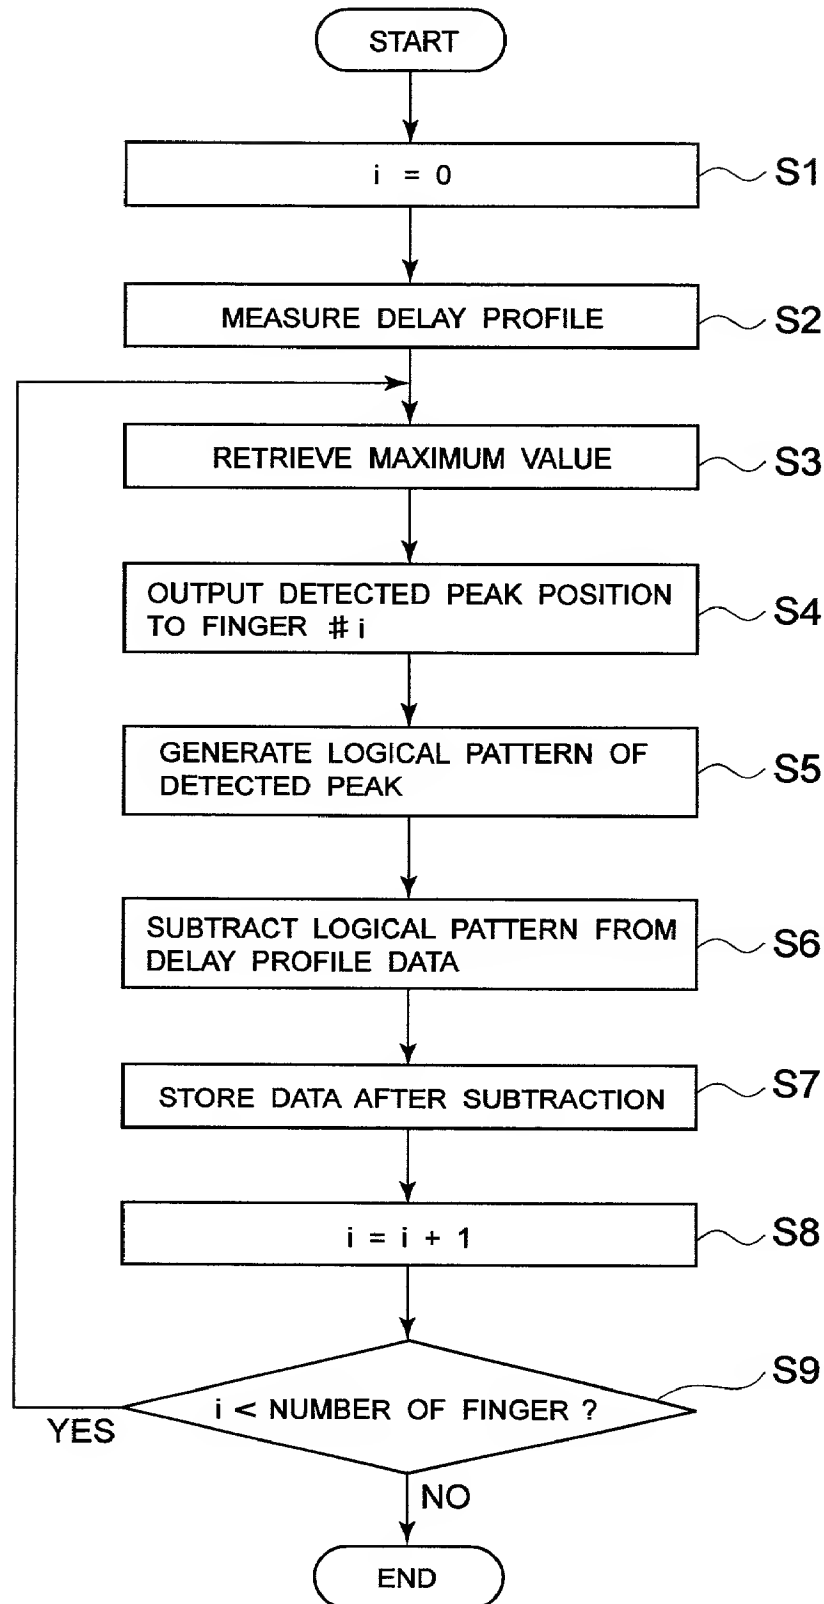 START
i = 0
S1
MEASURE DELAY PROFILE
S2
RETRIEVE MAXIMUM VALUE
S3
OUTPUT DETECTED PEAK POSITION
TO FINGER #i
S4
GENERATE LOGICAL PATTERN OF
DETECTED PEAK
S5
SUBTRACT LOGICAL PATTERN FROM
DELAY PROFILE DATA
S6
STORE DATA AFTER SUBTRACTION
S7
i = i + 1
S8
i < NUMBER OF FINGER ?
S9
YES
NO
END